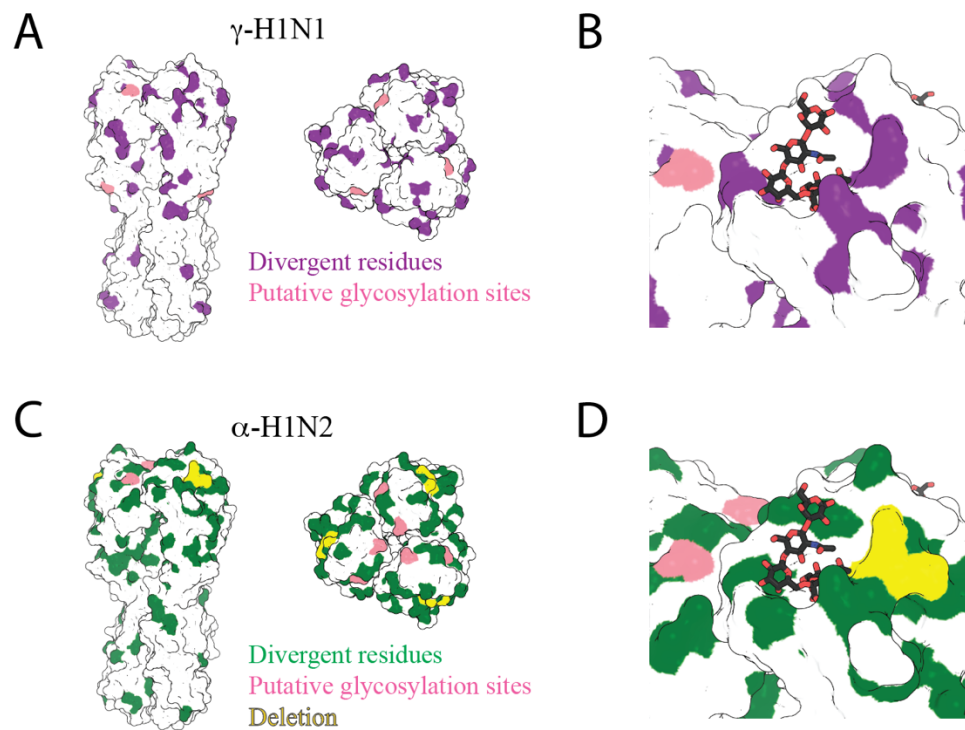 A
γ-H1N1
B
Divergent residues
Putative glycosylation sites
C
α-H1N2
D
Divergent residues
Putative glycosylation sites
Deletion